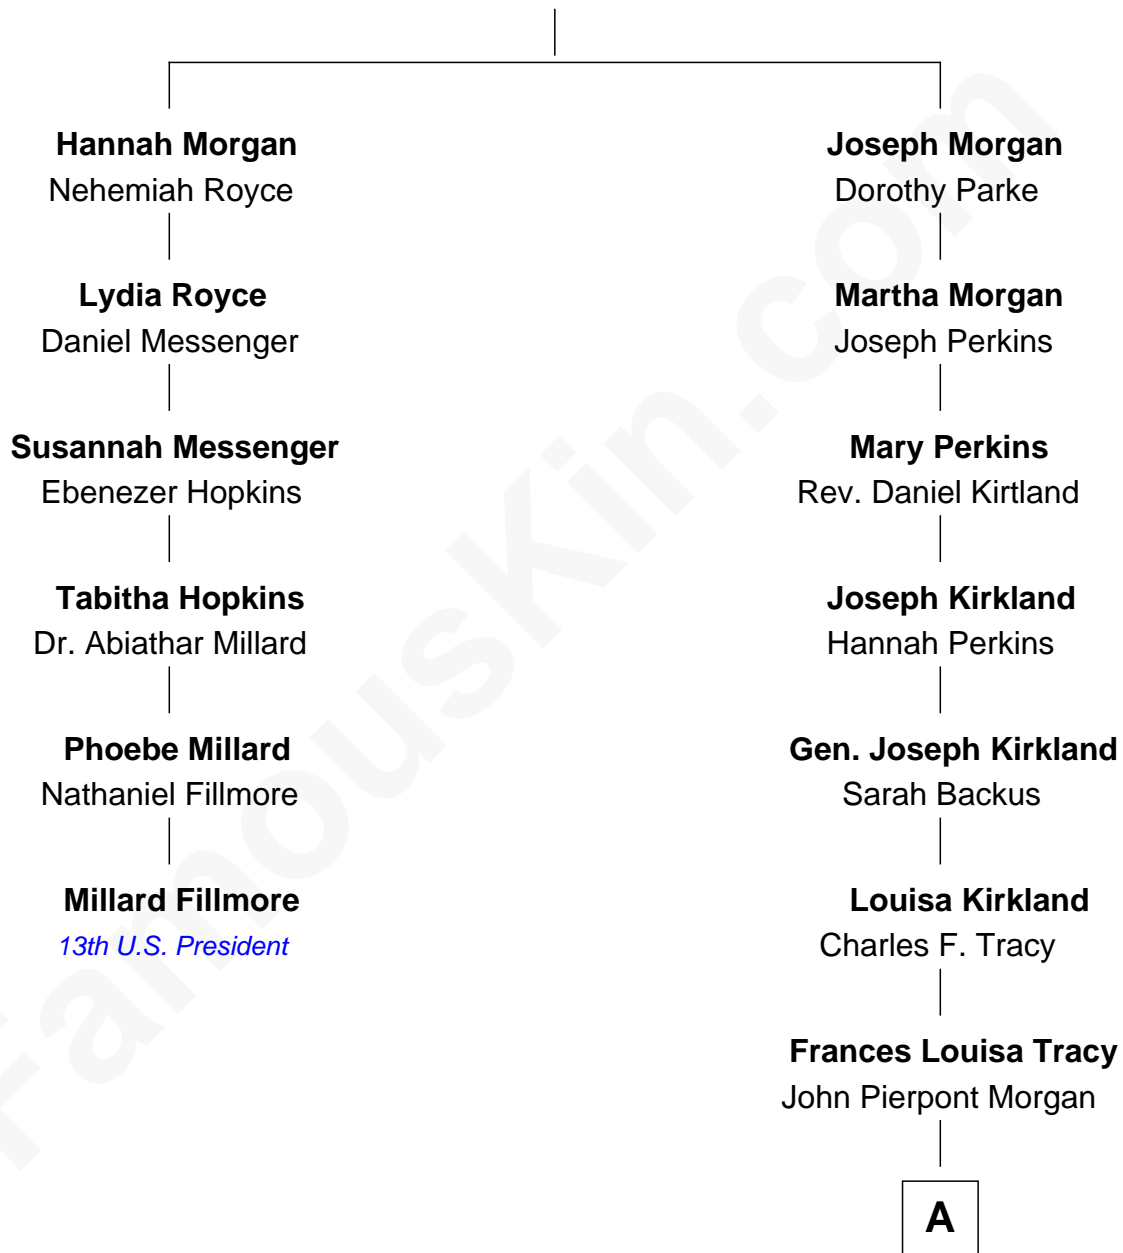 Hannah Morgan
Nehemiah Royce
Lydia Royce
Daniel Messenger
Susannah Messenger
Ebenezer Hopkins
Tabitha Hopkins
Dr. Abiathar Millard
Phoebe Millard
Nathaniel Fillmore
Millard Fillmore
13th U.S. President
Joseph Morgan
Dorothy Parke
Martha Morgan
Joseph Perkins
Mary Perkins
Rev. Daniel Kirtland
Joseph Kirkland
Hannah Perkins
Gen. Joseph Kirkland
Sarah Backus
Louisa Kirkland
Charles F. Tracy
Frances Louisa Tracy
John Pierpont Morgan
A
FamousKin.com